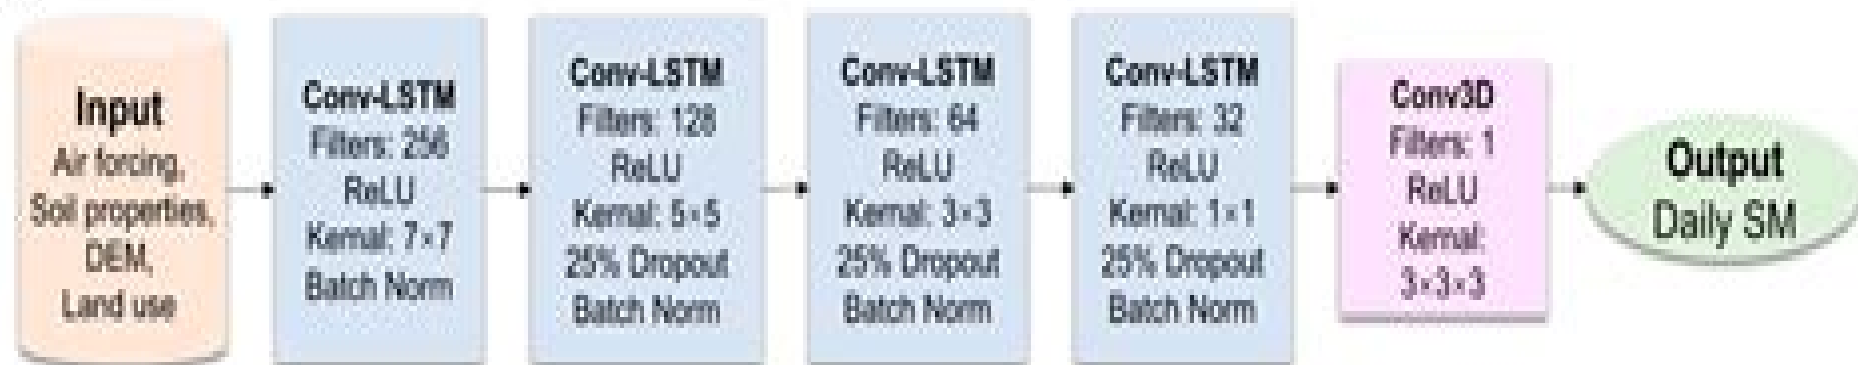 Input
Air forcing,
Soil properties,
DEM,
Land use
Conv-LSTM
Filters: 256
ReLU
Kernal: 7×7
Batch Norm
Conv-LSTM
Filters: 128
ReLU
Kernal: 5×5
25% Dropout
Batch Norm
Conv-LSTM
Filters: 64
ReLU
Kernal: 3×3
25% Dropout
Batch Norm
Conv-LSTM
Filters: 32
ReLU
Kernal: 1×1
25% Dropout
Batch Norm
Conv3D
Filters: 1
ReLU
Kernal:
3×3×3
Output
Daily SM